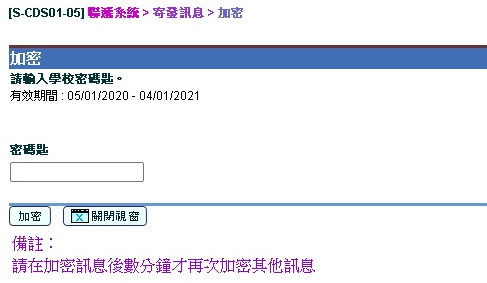 [S-CDS01-05] 聯遞系統 > 寄發訊息 > 加密
加密
請輸入學校密碼匙。
有效期間 : 05/01/2020 - 04/01/2021
密碼匙
加密 關閉視窗
備註：
請在加密訊息後數分鐘才再次加密其他訊息